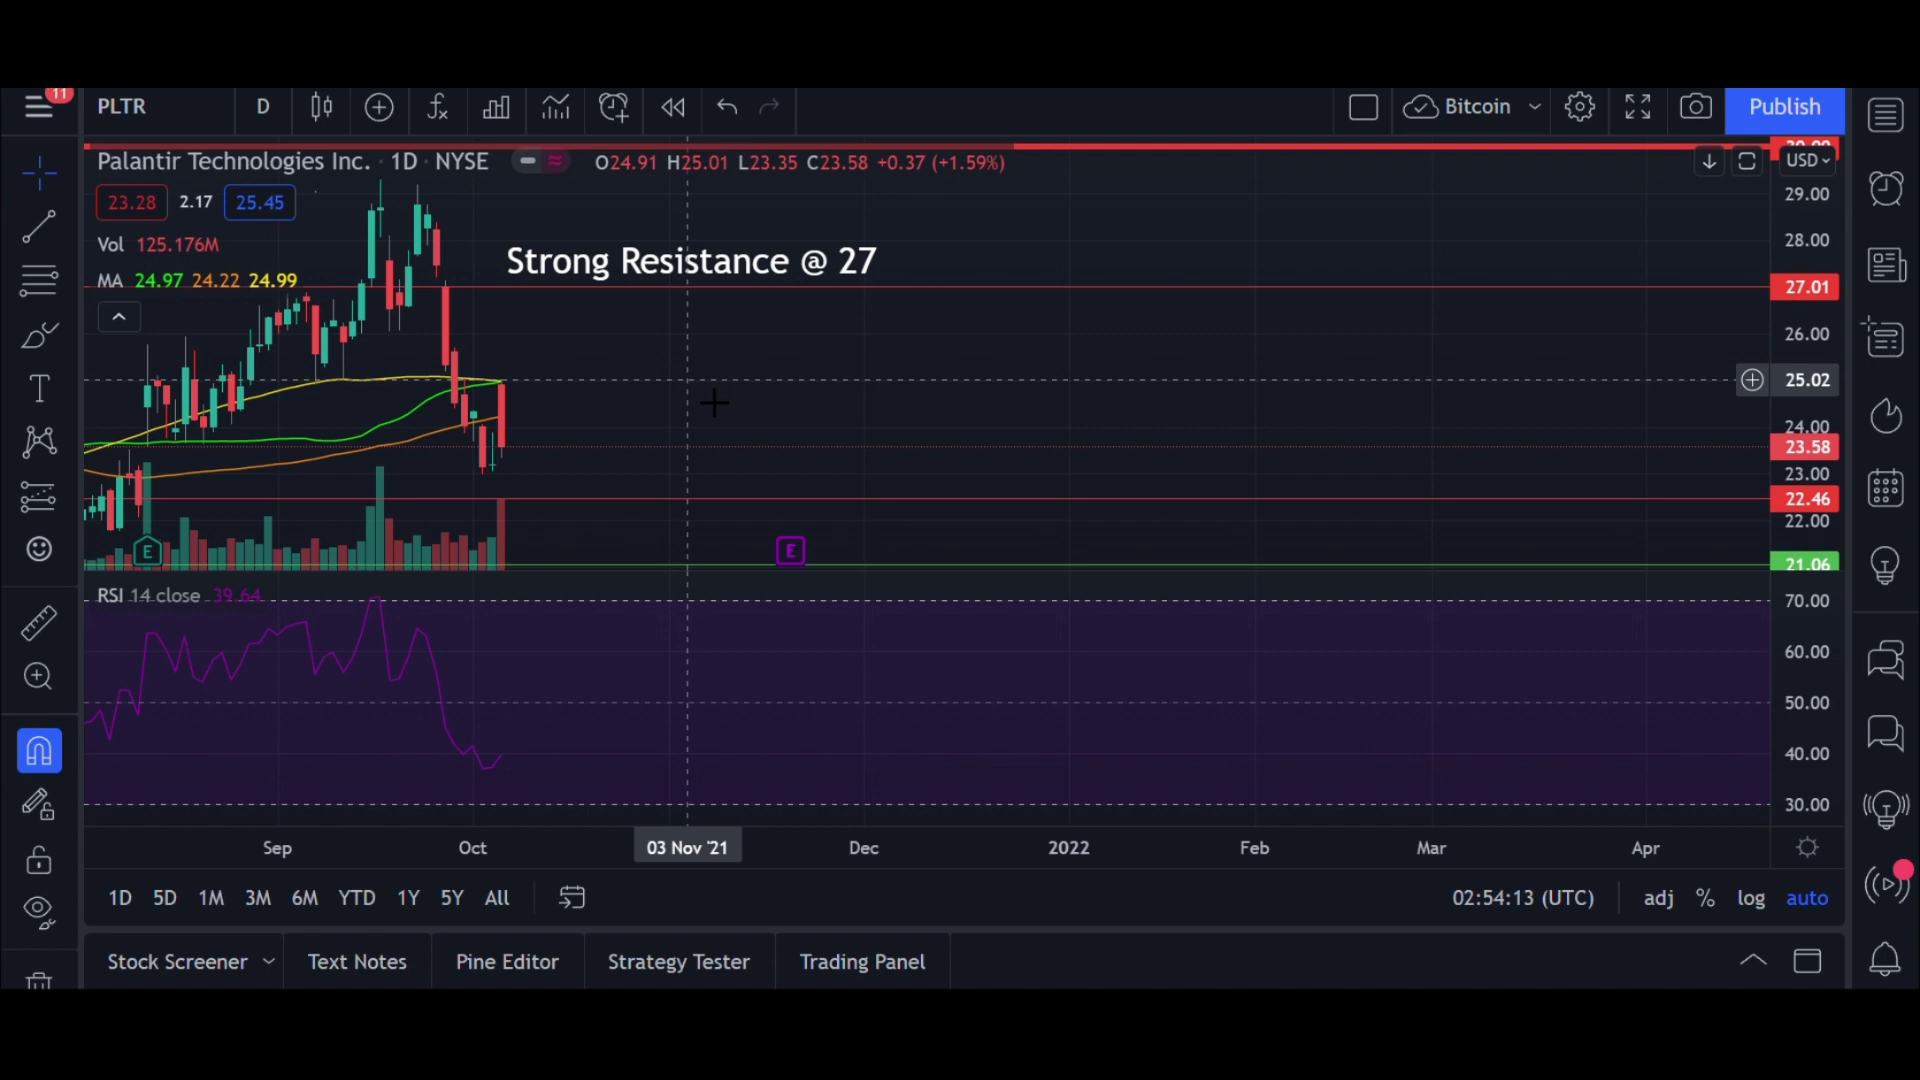 11
PLTR D Bitcoin Publish
Palantir Technologies Inc. · 1D · NYSE O24.91 H25.01 L23.35 C23.58 +0.37 (+1.59%)
USD
23.28 2.17 25.45
Vol 125.176M
MA 24.97 24.22 24.99
Strong Resistance @ 27
29.00
28.00
27.01
26.00
25.02
24.00
23.58
23.00
22.46
22.00
21.06
E E
RSI 14 close 39.64
70.00
60.00
50.00
40.00
30.00
Sep Oct 03 Nov '21 Dec 2022 Feb Mar Apr
1D 5D 1M 3M 6M YTD 1Y 5Y All 02:54:13 (UTC) adj % log auto
Stock Screener Text Notes Pine Editor Strategy Tester Trading Panel